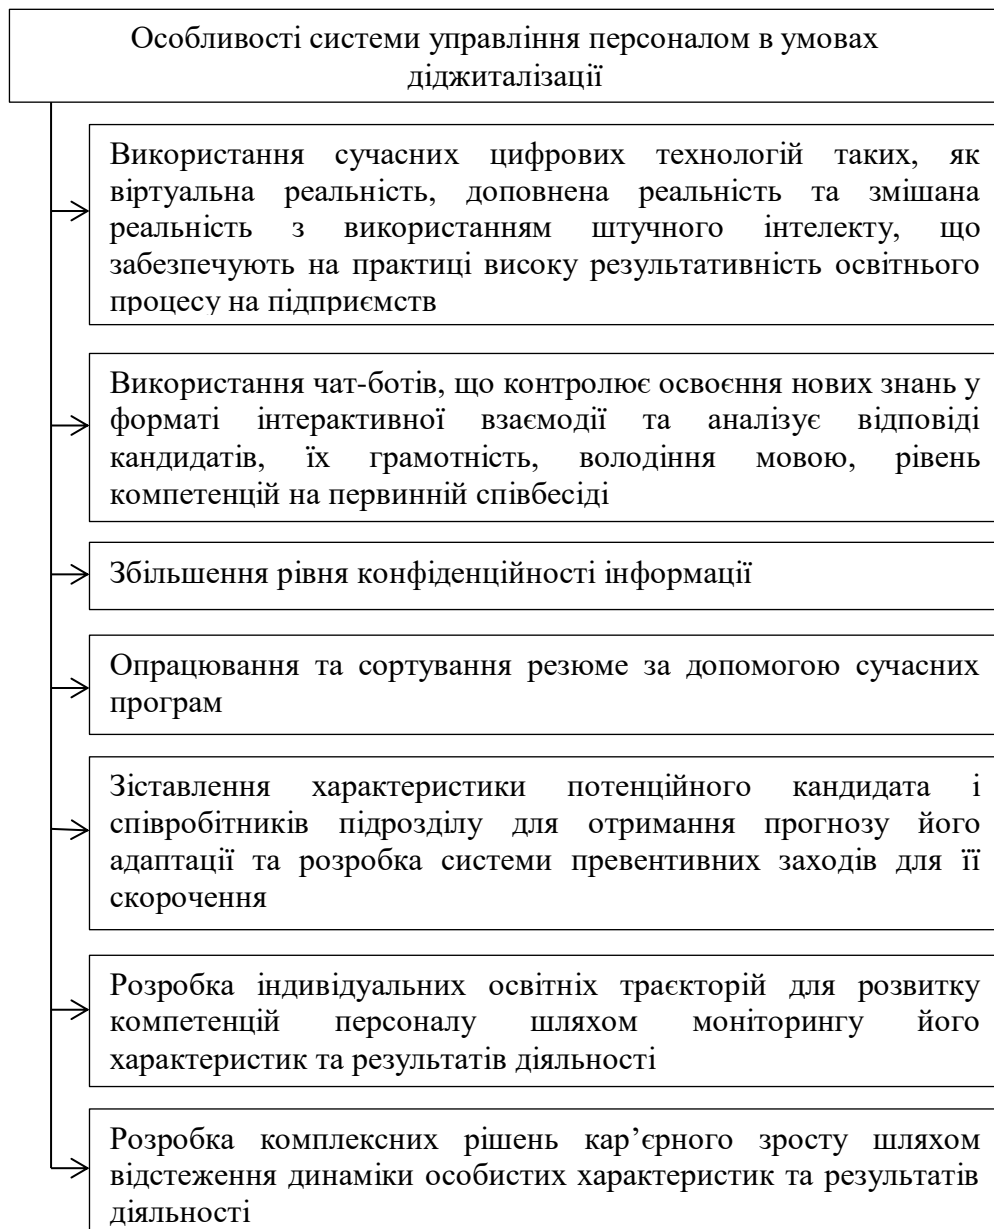 Особливості системи управління персоналом в умовах
діджиталізації
Використання сучасних цифрових технологій таких, як
віртуальна реальність, доповнена реальність та змішана
реальність з використанням штучного інтелекту, що
забезпечують на практиці високу результативність освітнього
процесу на підприємств
Використання чат-ботів, що контролює освоєння нових знань у
форматі інтерактивної взаємодії та аналізує відповіді
кандидатів, їх грамотність, володіння мовою, рівень
компетенцій на первинній співбесіді
Збільшення рівня конфіденційності інформації
Опрацювання та сортування резюме за допомогою сучасних
програм
Зіставлення характеристики потенційного кандидата і
співробітників підрозділу для отримання прогнозу його
адаптації та розробка системи превентивних заходів для її
скорочення
Розробка індивідуальних освітніх траєкторій для розвитку
компетенцій персоналу шляхом моніторингу його
характеристик та результатів діяльності
Розробка комплексних рішень кар’єрного зросту шляхом
відстеження динаміки особистих характеристик та результатів
діяльності